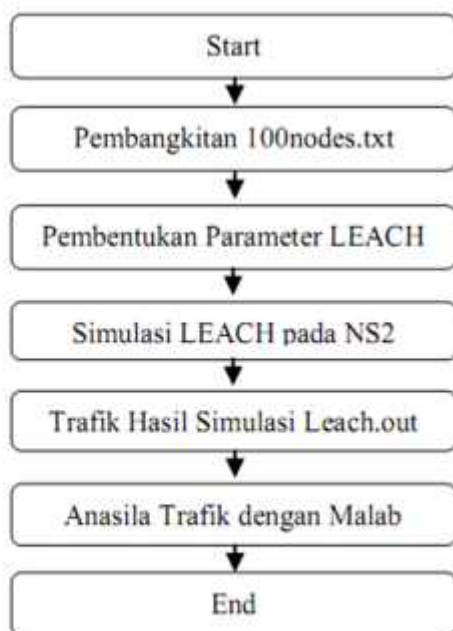 Start
Pembangkitan 100nodes.txt
Pembentukan Parameter LEACH
Simulasi LEACH pada NS2
Trafik Hasil Simulasi Leach.out
Anasila Trafik dengan Malab
End